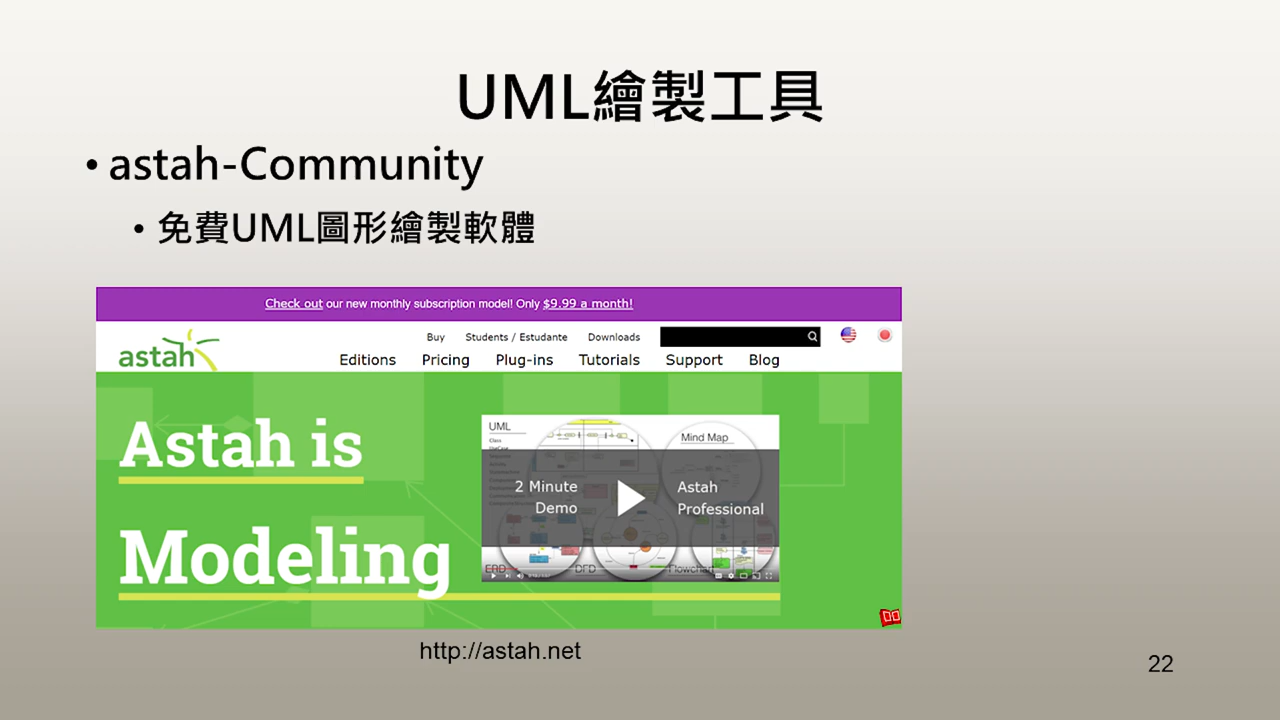 UML繪製工具
• astah-Community
• 免費UML圖形繪製軟體
Check out our new monthly subscription model! Only $9.99 a month!
Buy Students / Estudante Downloads
astah
Editions Pricing Plug-ins Tutorials Support Blog
Astah is
Modeling
UML
Class
UseCase
Mind Map
2 Minute
Demo
Astah
Professional
ERD
DFD
Flowchart
http://astah.net
22